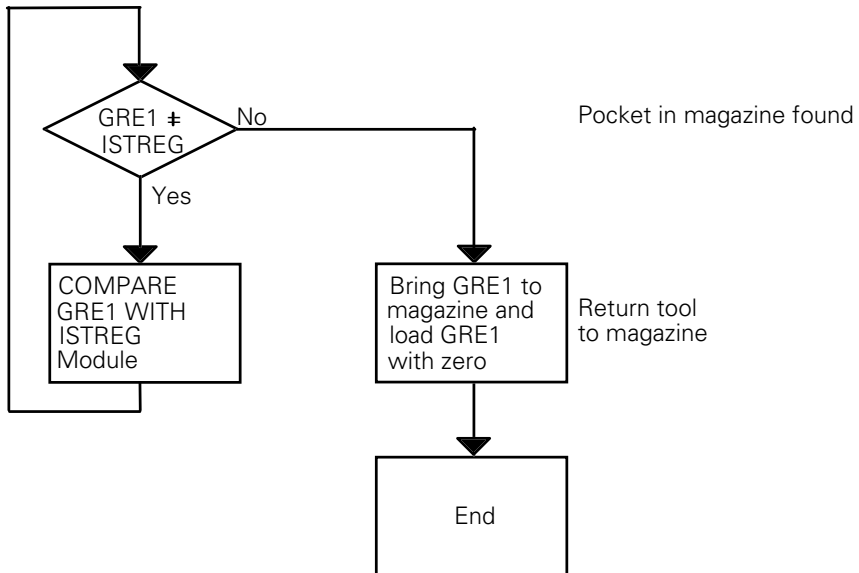 GRE1 ≠
ISTREG
No
Pocket in magazine found
Yes
COMPARE
GRE1 WITH
ISTREG
Module
Bring GRE1 to
magazine and
load GRE1
with zero
Return tool
to magazine
End